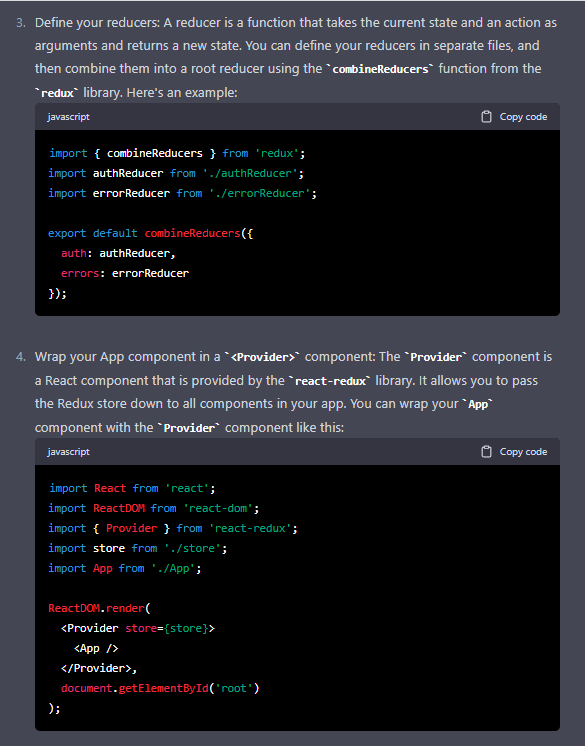 3. Define your reducers: A reducer is a function that takes the current state and an action as
arguments and returns a new state. You can define your reducers in separate files, and
then combine them into a root reducer using the `combineReducers` function from the
`redux` library. Here's an example:
javascript
Copy code
import { combineReducers } from 'redux';
import authReducer from './authReducer';
import errorReducer from './errorReducer';
export default combineReducers({
  auth: authReducer,
  errors: errorReducer
});
4. Wrap your App component in a `<Provider>` component: The `Provider` component is
a React component that is provided by the `react-redux` library. It allows you to pass
the Redux store down to all components in your app. You can wrap your `App`
component with the `Provider` component like this:
javascript
Copy code
import React from 'react';
import ReactDOM from 'react-dom';
import { Provider } from 'react-redux';
import store from './store';
import App from './App';
ReactDOM.render(
  <Provider store={store}>
    <App />
  </Provider>,
  document.getElementById('root')
);